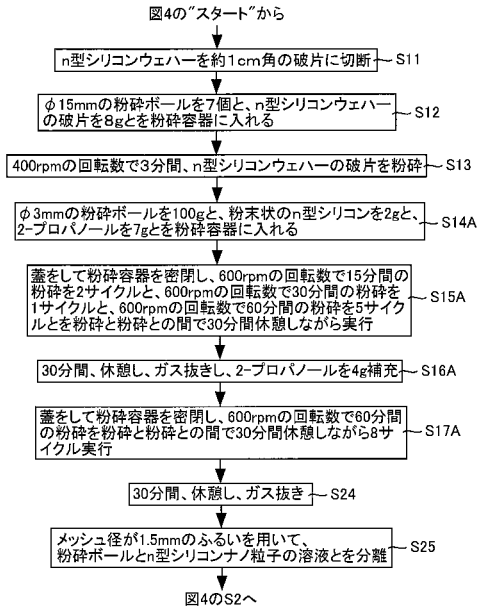 図4の"スタート"から
n型シリコンウェハーを約1cm角の破片に切断
S11
φ15mmの粉砕ボールを7個と、n型シリコンウェハー
の破片を8gとを粉砕容器に入れる
S12
400rpmの回転数で3分間、n型シリコンウェハーの破片を粉砕
S13
φ3mmの粉砕ボールを100gと、粉末状のn型シリコンを2gと、
2-プロパノールを7gとを粉砕容器に入れる
S14A
蓋をして粉砕容器を密閉し、600rpmの回転数で15分間の
粉砕を2サイクルと、600rpmの回転数で30分間の粉砕を
1サイクルと、600rpmの回転数で60分間の粉砕を5サイク
ルとを粉砕と粉砕との間で30分間休憩しながら実行
S15A
30分間、休憩し、ガス抜きし、2-プロパノールを4g補充
S16A
蓋をして粉砕容器を密閉し、600rpmの回転数で60分間
の粉砕を粉砕と粉砕との間で30分間休憩しながら8サ
イクル実行
S17A
30分間、休憩し、ガス抜き
S24
メッシュ径が1.5mmのふるいを用いて、
粉砕ボールとn型シリコンナノ粒子の溶液とを分離
S25
図4のS2へ